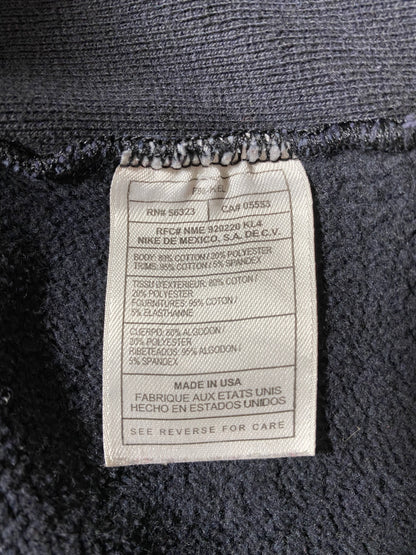 RN# 56323 CA# 05553
RFC# NME 920220 KL4
NIKE DE MEXICO, S.A. DE C.V.
BODY: 80% COTTON / 20% POLYESTER
TRIMS: 95% COTTON / 5% SPANDEX
TISSU D'EXTÉRIEUR: 80% COTON /
20% POLYESTER
FOURNITURES: 95% COTON /
5% ELASTHANNE
CUERPO: 80% ALGODON /
20% POLYESTER
RIBETEADOS: 95% ALGODON /
5% SPANDEX
MADE IN USA
FABRIQUE AUX ETATS UNIS
HECHO EN ESTADOS UNIDOS
SEE REVERSE FOR CARE